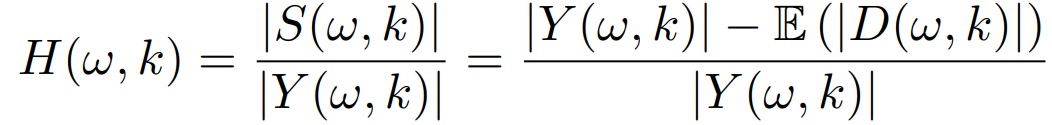 H(ω, k) = |S(ω, k)| / |Y(ω, k)| = (|Y(ω, k)| − 𝔼 (|D(ω, k)|)) / |Y(ω, k)|